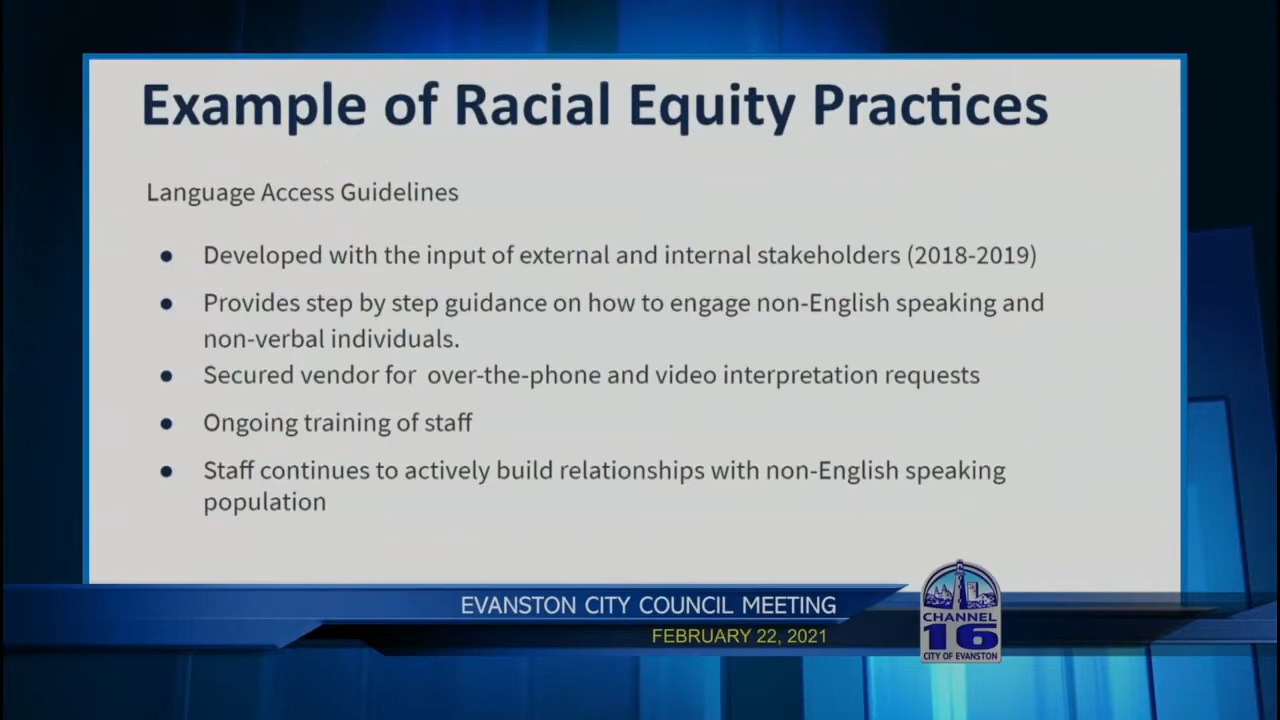 Example of Racial Equity Practices
Language Access Guidelines
● Developed with the input of external and internal stakeholders (2018-2019)
● Provides step by step guidance on how to engage non-English speaking and
non-verbal individuals.
● Secured vendor for over-the-phone and video interpretation requests
● Ongoing training of staff
● Staff continues to actively build relationships with non-English speaking
population
EVANSTON CITY COUNCIL MEETING
FEBRUARY 22, 2021
CHANNEL
16
CITY OF EVANSTON